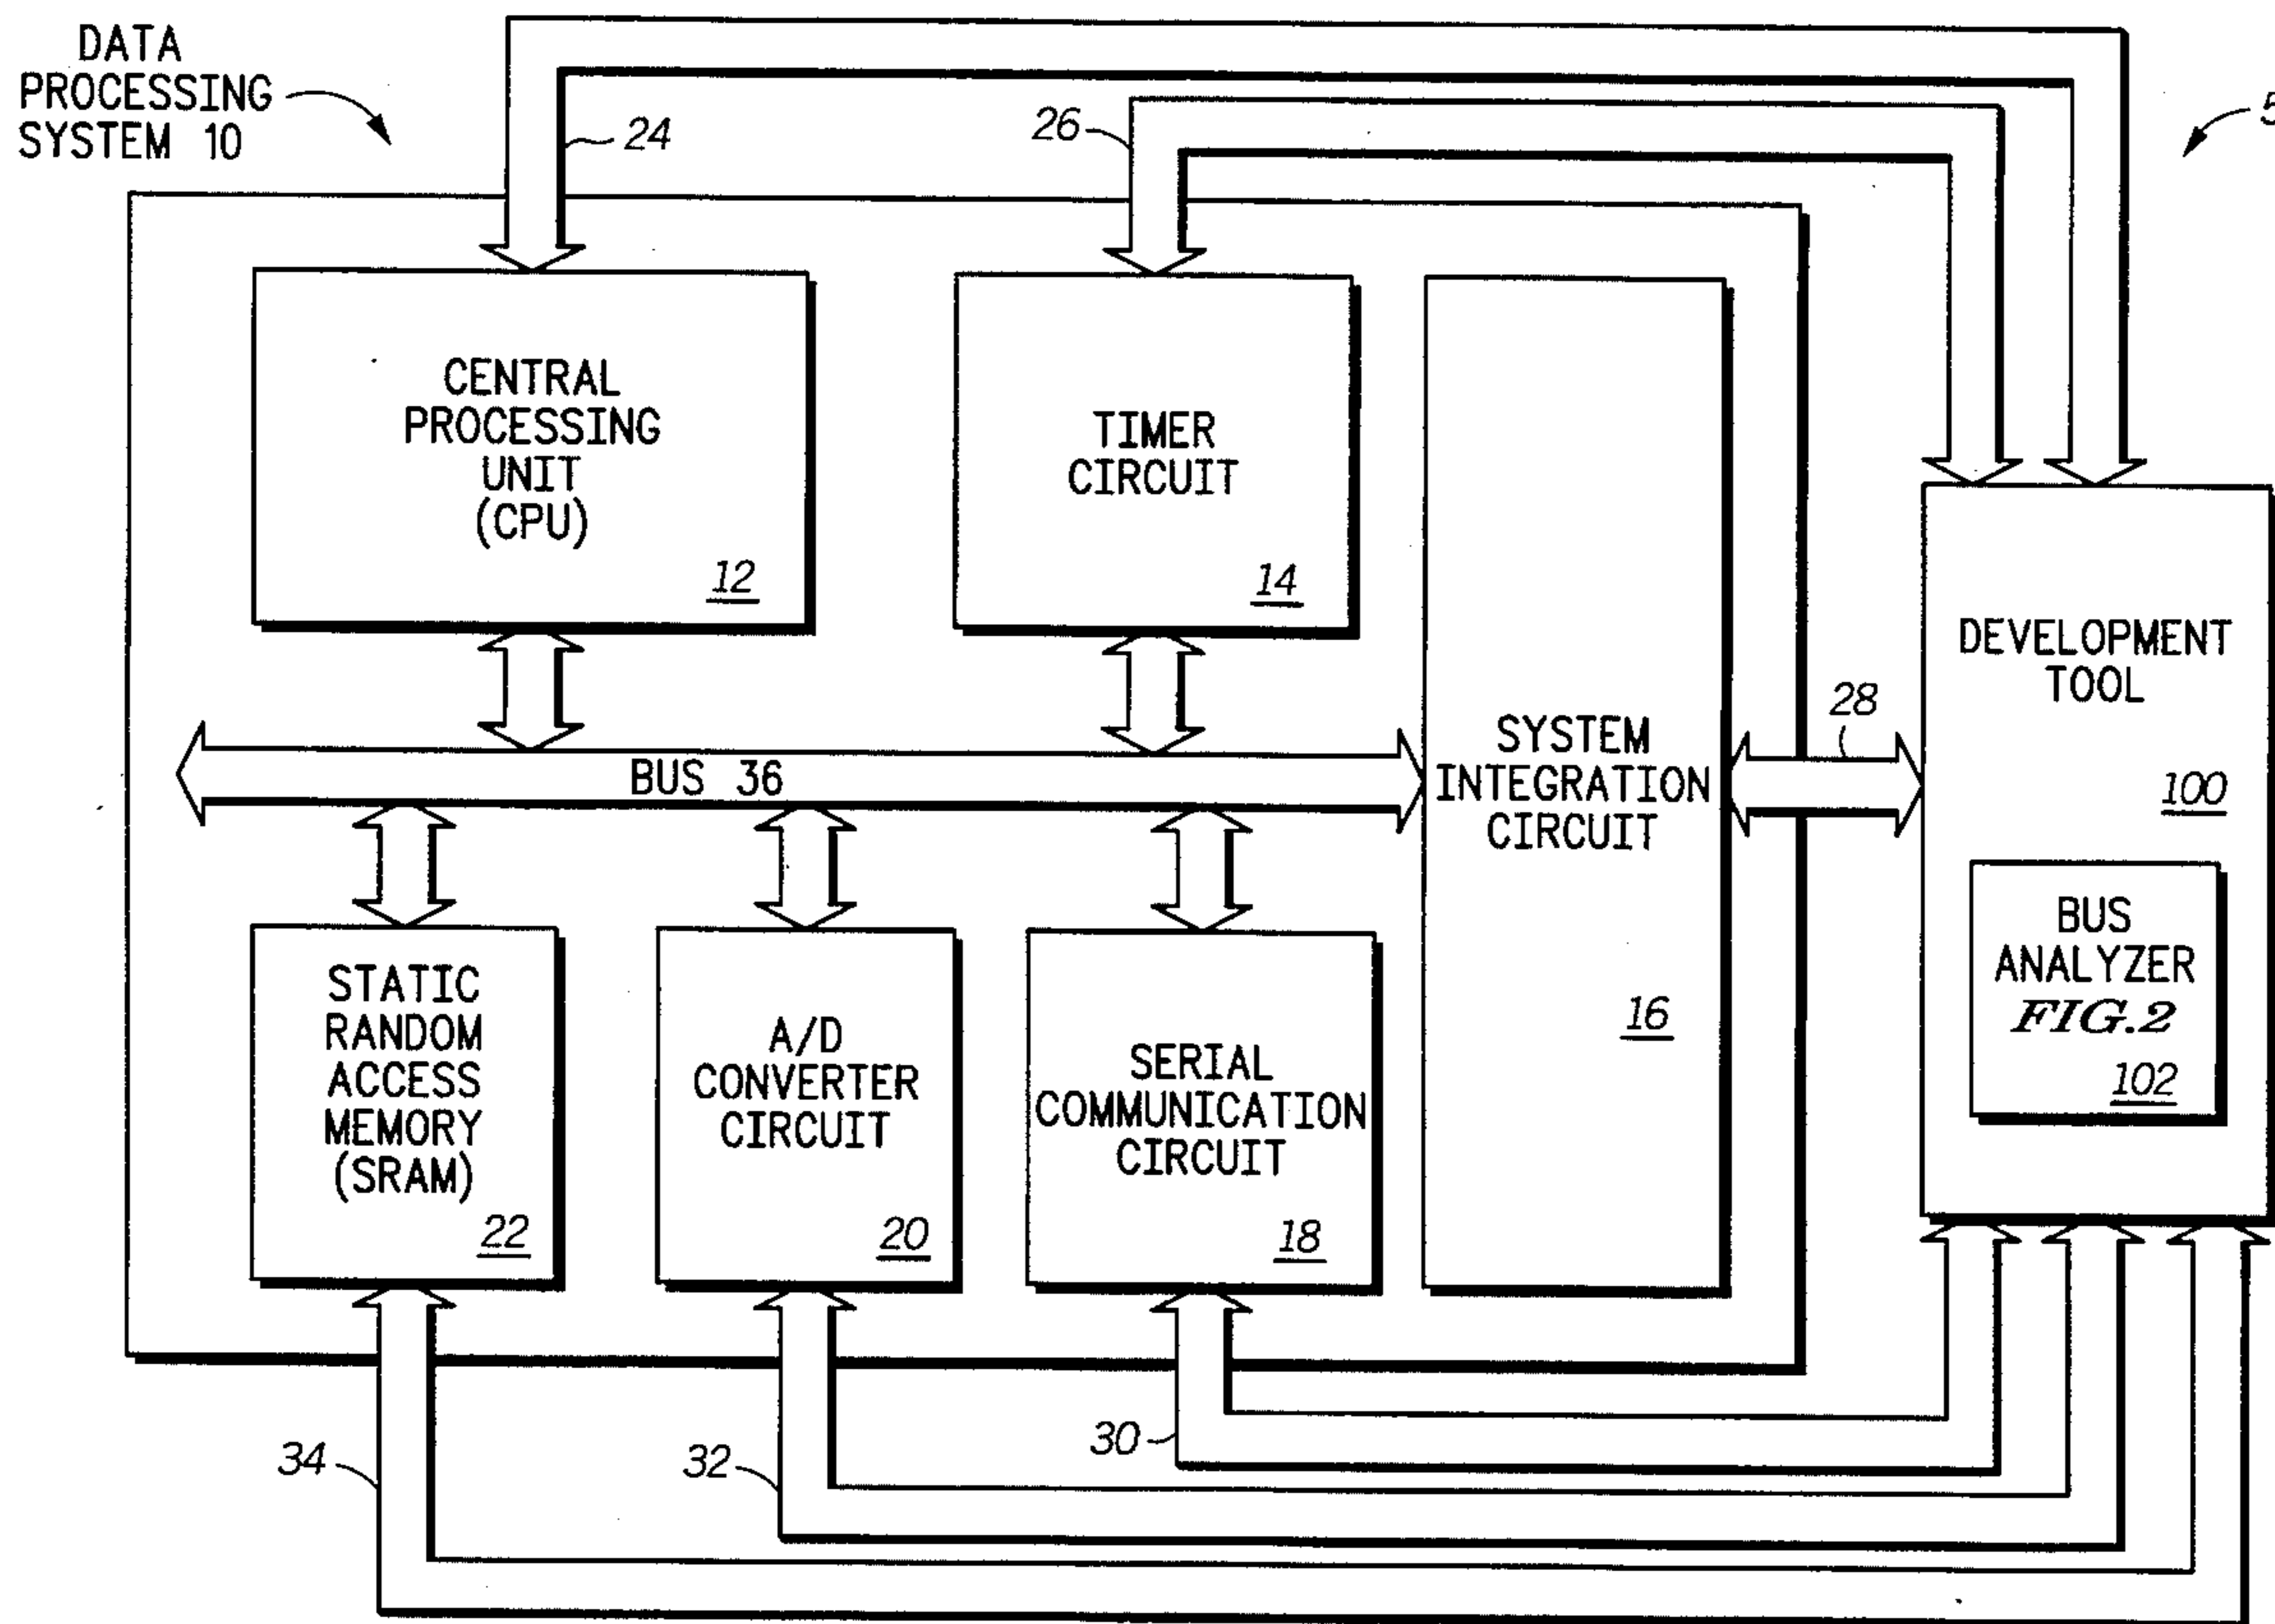 DATA
PROCESSING
SYSTEM 10
24
26
5
CENTRAL
PROCESSING
UNIT
(CPU)
12
TIMER
CIRCUIT
14
SYSTEM
INTEGRATION
CIRCUIT
16
28
DEVELOPMENT
TOOL
100
BUS
ANALYZER
FIG.2
102
BUS 36
STATIC
RANDOM
ACCESS
MEMORY
(SRAM)
22
A/D
CONVERTER
CIRCUIT
20
SERIAL
COMMUNICATION
CIRCUIT
18
34
32
30